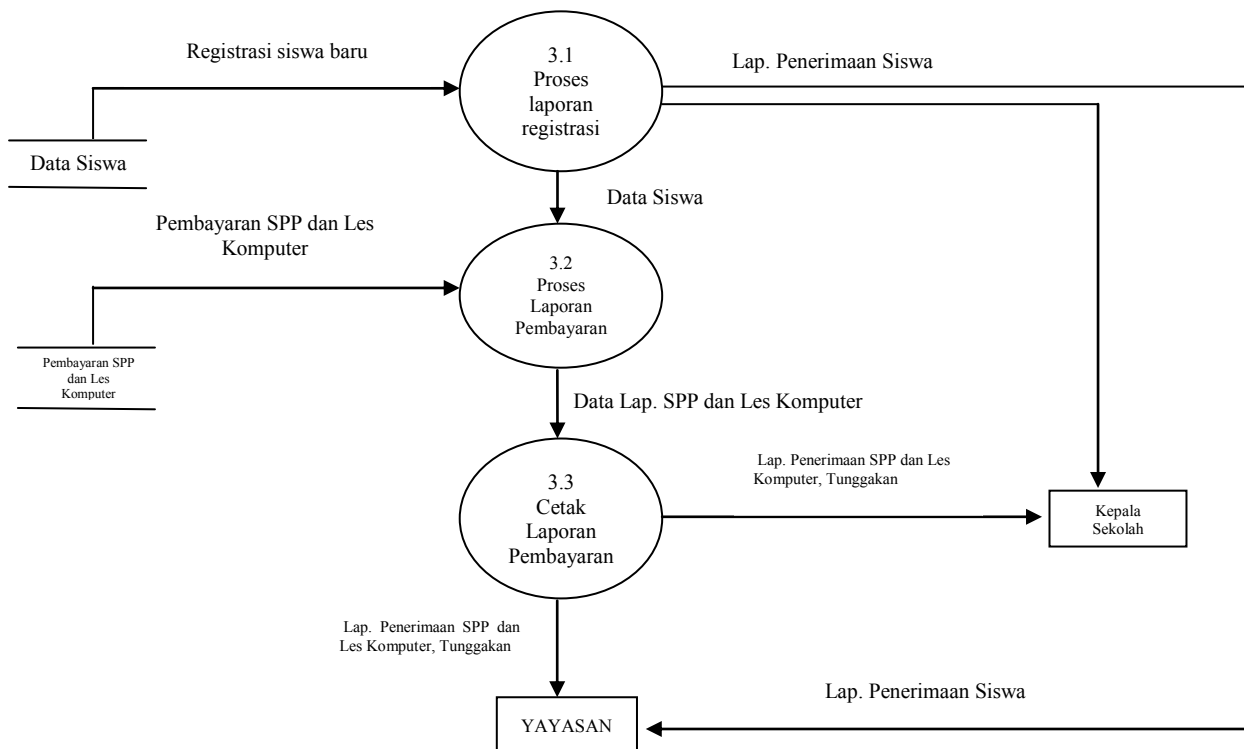 Registrasi siswa baru
3.1
Proses
laporan
registrasi
Lap. Penerimaan Siswa
Data Siswa
Data Siswa
Pembayaran SPP dan Les
Komputer
3.2
Proses
Laporan
Pembayaran
Pembayaran SPP
dan Les
Komputer
Data Lap. SPP dan Les Komputer
3.3
Cetak
Laporan
Pembayaran
Lap. Penerimaan SPP dan Les
Komputer, Tunggakan
Kepala
Sekolah
Lap. Penerimaan SPP dan
Les Komputer, Tunggakan
Lap. Penerimaan Siswa
YAYASAN